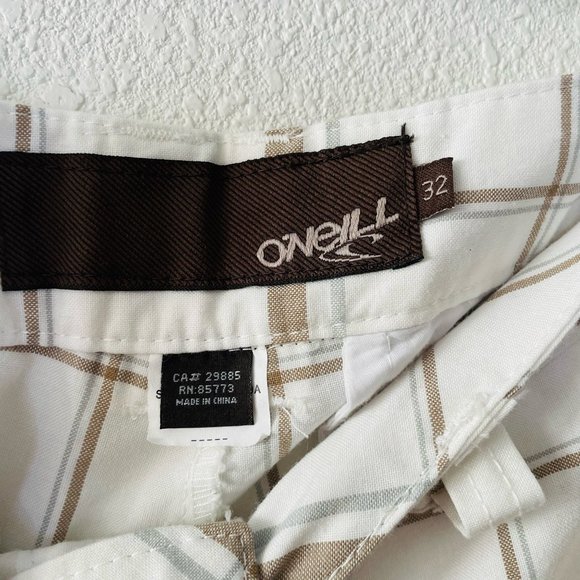 O'NEILL
32
CA# 29885
RN:85773
MADE IN CHINA